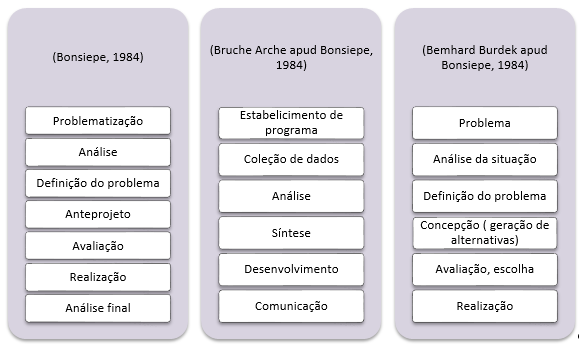 (Bonsiepe, 1984)
Problematização
Análise
Definição do problema
Anteprojeto
Avaliação
Realização
Análise final
(Bruche Arche apud Bonsiepe,
1984)
Estabelicimento de
programa
Coleção de dados
Análise
Síntese
Desenvolvimento
Comunicação
(Bemhard Burdek apud
Bonsiepe, 1984)
Problema
Análise da situação
Definição do problema
Concepção ( geração de
alternativas)
Avaliação, escolha
Realização